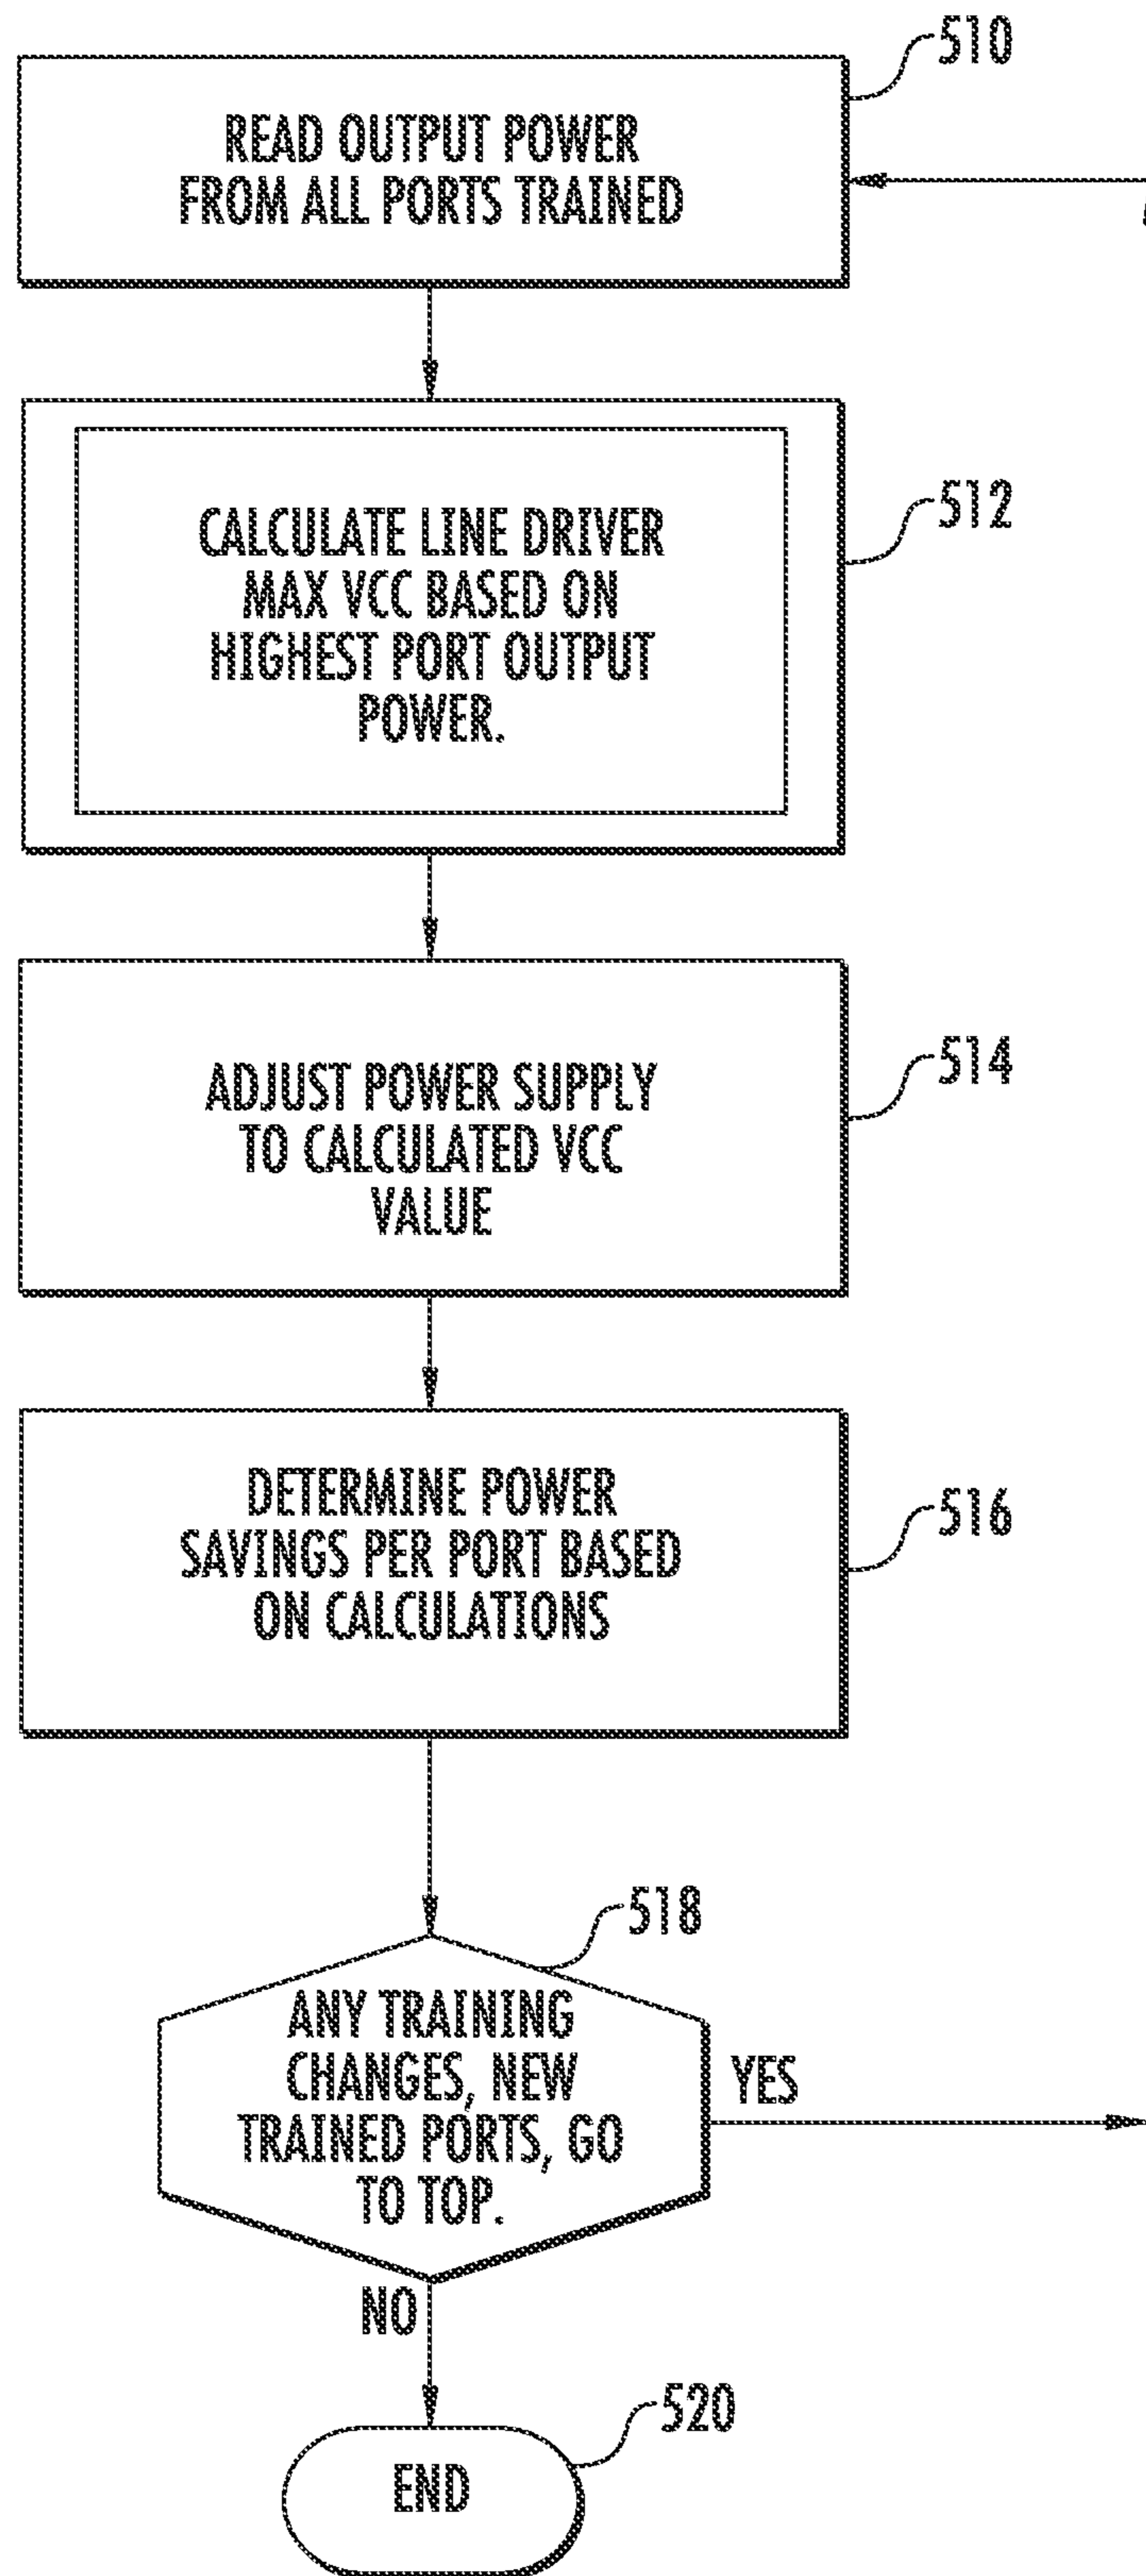 510
READ OUTPUT POWER
FROM ALL PORTS TRAINED
512
CALCULATE LINE DRIVER
MAX VCC BASED ON
HIGHEST PORT OUTPUT
POWER.
514
ADJUST POWER SUPPLY
TO CALCULATED VCC
VALUE
516
DETERMINE POWER
SAVINGS PER PORT BASED
ON CALCULATIONS
518
ANY TRAINING
CHANGES, NEW
TRAINED PORTS, GO
TO TOP.
YES
NO
520
END